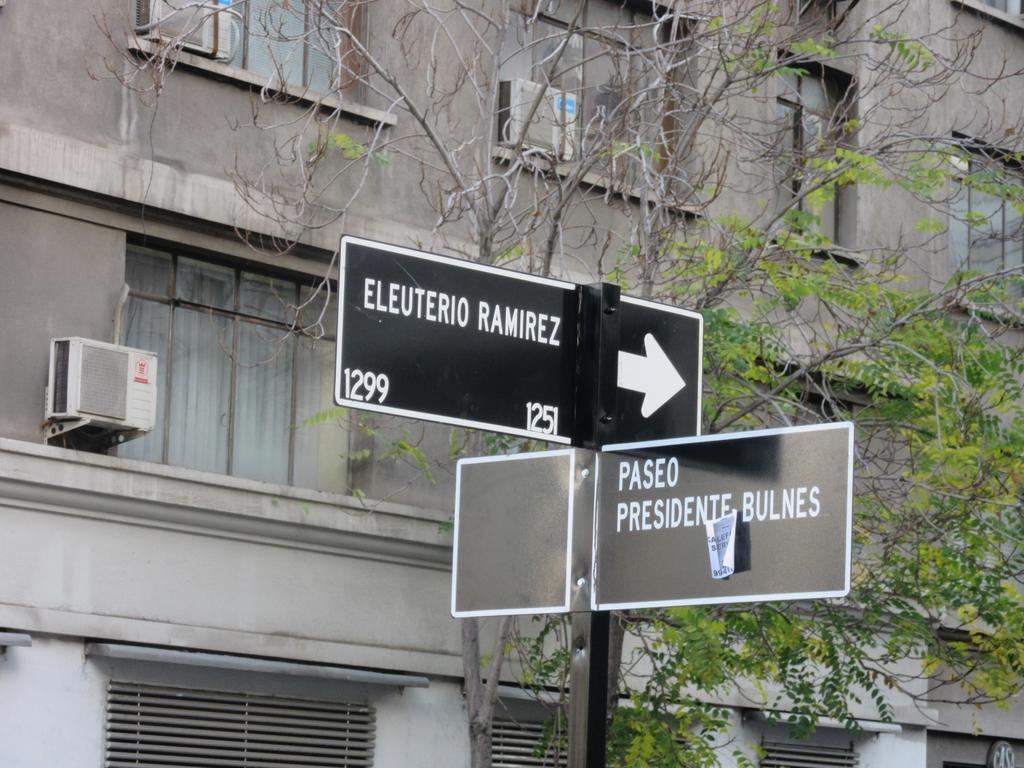 ELEUTERIO RAMIREZ
1299
1251
PASEO
PRESIDENTE BULNES